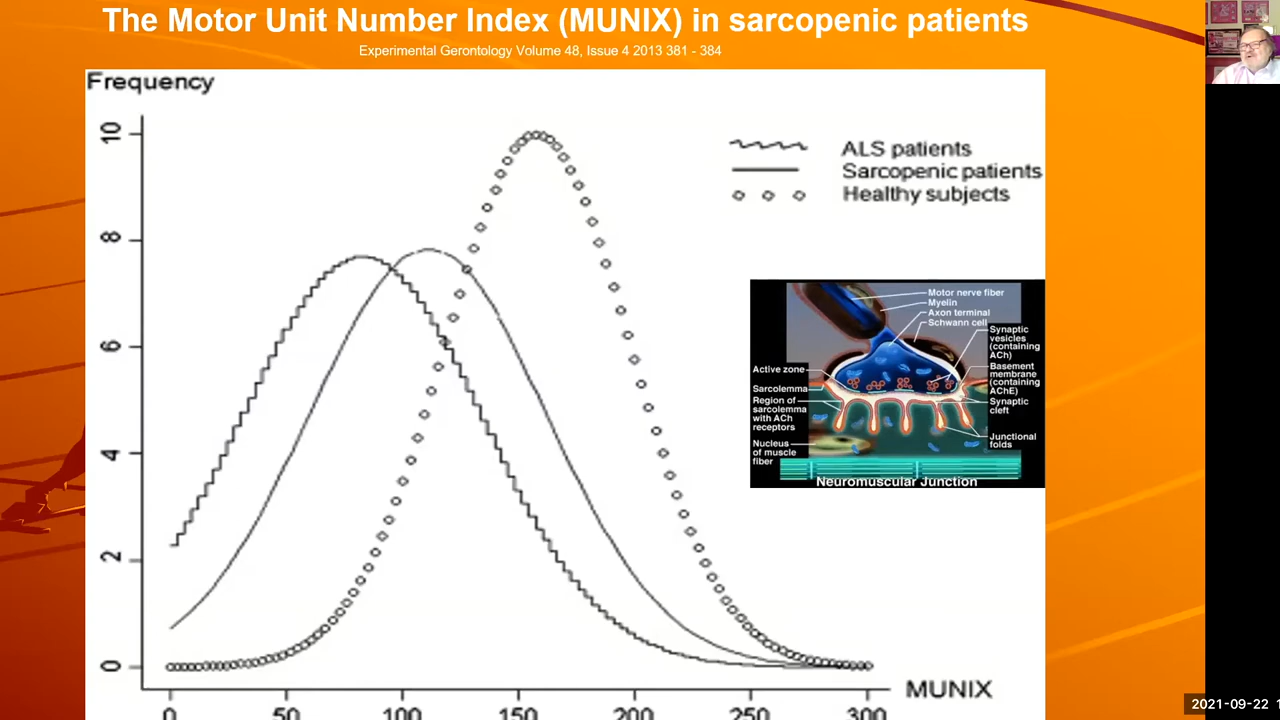 The Motor Unit Number Index (MUNIX) in sarcopenic patients
Experimental Gerontology Volume 48, Issue 4 2013 381 - 384
Frequency
10
8
6
4
2
0
ALS patients
Sarcopenic patients
Healthy subjects
Motor nerve fiber
Myelin
Axon terminal
Schwann cell
Synaptic
vesicles
(containing
ACh)
Basement
membrane
(containing
AChE)
Synaptic
cleft
Junctional
folds
Active zone
Sarcolemma
Region of
sarcolemma
with ACh
receptors
Nucleus
of muscle
fiber
Neuromuscular Junction
MUNIX
0 50 100 150 200 250 300
2021-09-22 1